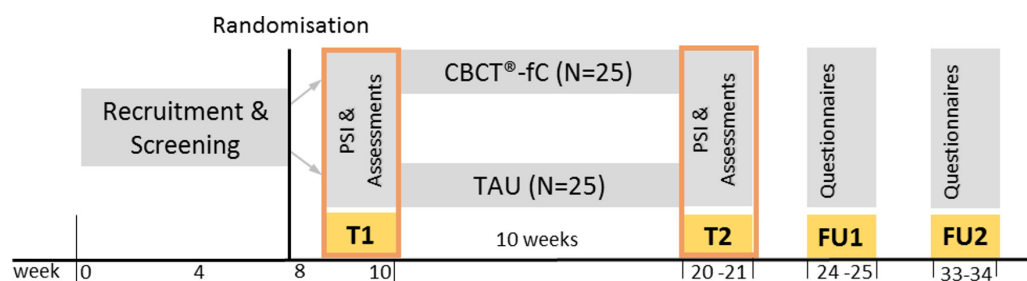 Randomisation
Recruitment &
Screening
PSI &
Assessments
CBCT®-fC (N=25)
TAU (N=25)
PSI &
Assessments
Questionnaires
Questionnaires
T1
10 weeks
T2
FU1
FU2
week 0 4 8 10 20 -21 24 -25 33-34